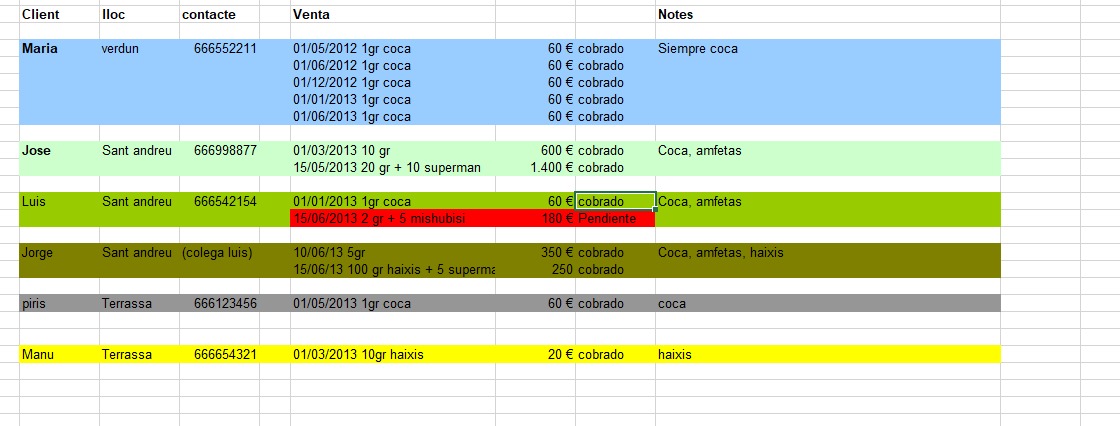 Client lloc contacte Venta Notes
Maria verdun 666552211 01/05/2012 1gr coca 60 € cobrado Siempre coca
01/06/2012 1gr coca 60 € cobrado
01/12/2012 1gr coca 60 € cobrado
01/01/2013 1gr coca 60 € cobrado
01/06/2013 1gr coca 60 € cobrado
Jose Sant andreu 666998877 01/03/2013 10 gr 600 € cobrado Coca, amfetas
15/05/2013 20 gr + 10 superman 1.400 € cobrado
Luis Sant andreu 666542154 01/01/2013 1gr coca 60 € cobrado Coca, amfetas
15/06/2013 2 gr + 5 mishubisi 180 € Pendiente
Jorge Sant andreu (colega luis) 10/06/13 5gr 350 € cobrado Coca, amfetas, haixis
15/06/13 100 gr haixis + 5 superma 250 cobrado
piris Terrassa 666123456 01/05/2013 1gr coca 60 € cobrado coca
Manu Terrassa 666654321 01/03/2013 10gr haixis 20 € cobrado haixis